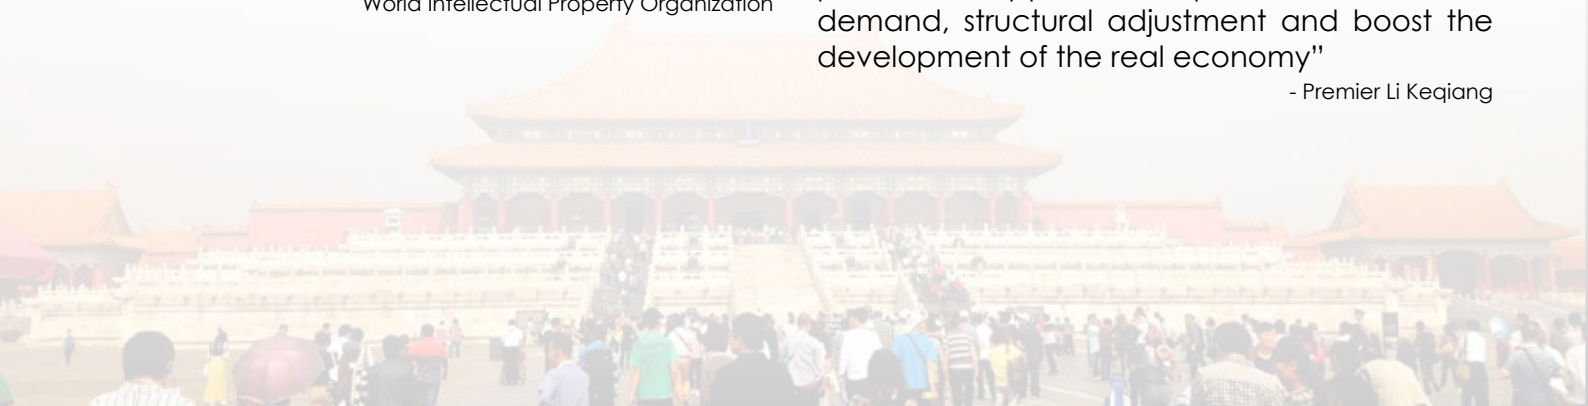 World Intellectual Property Organization
demand, structural adjustment and boost the
development of the real economy”
- Premier Li Keqiang